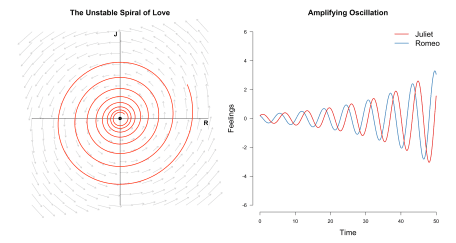 The Unstable Spiral of Love
J
R
Amplifying Oscillation
Juliet
Romeo
Feelings
6
4
2
0
-2
-4
-6
0
10
20
30
40
50
Time